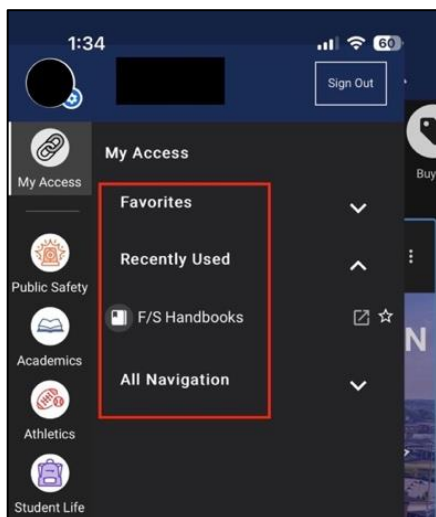 1:34
60
Sign Out
My Access
My Access
Buy
Favorites
Recently Used
Public Safety
F/S Handbooks
N
Academics
All Navigation
Athletics
Student Life